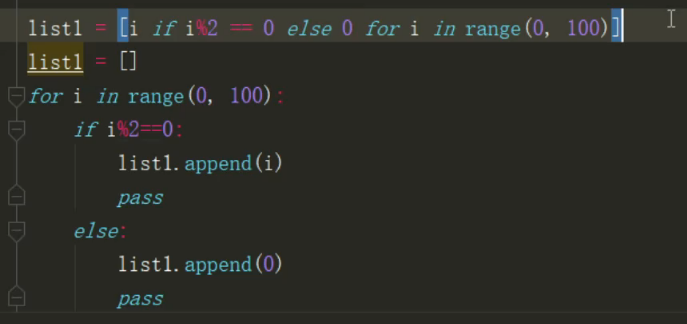 list1 = [i if i%2 == 0 else 0 for i in range(0, 100)]
list1 = []
for i in range(0, 100):
    if i%2==0:
        list1.append(i)
        pass
    else:
        list1.append(0)
        pass